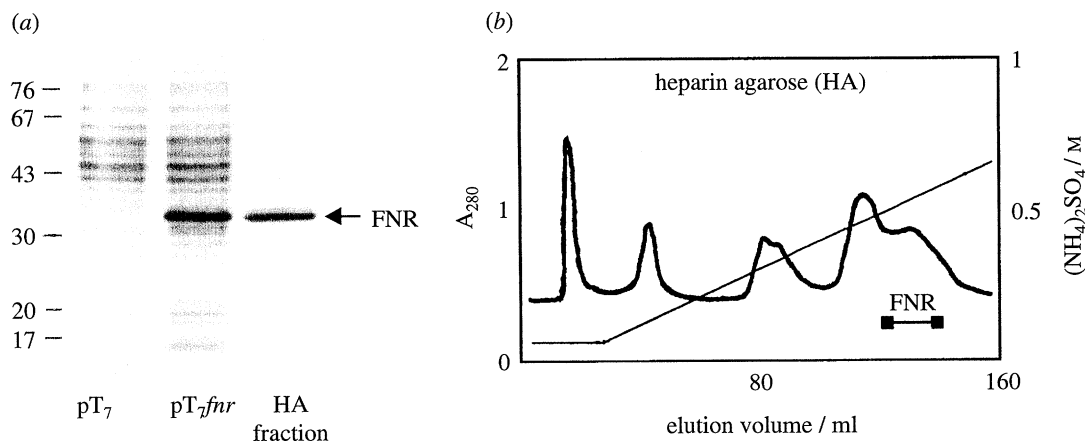 (a)
76
67
43
30
20
17
FNR
pT₇
pT₇fnr
HA
fraction
(b)
heparin agarose (HA)
2
1
0
A₂₈₀
1
0.5
0
(NH₄)₂SO₄ / M
FNR
80
160
elution volume / ml